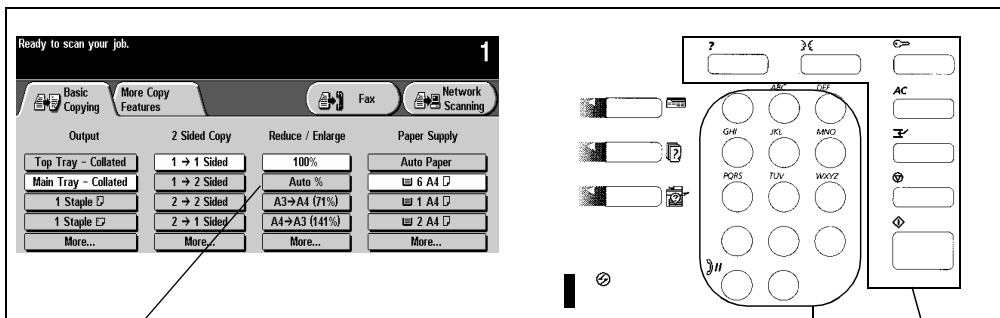 Ready to scan your job.
1
Basic Copying
More Copy Features
Fax
Network Scanning
Output
2 Sided Copy
Reduce / Enlarge
Paper Supply
Top Tray - Collated
1 → 1 Sided
100%
Auto Paper
Main Tray - Collated
1 → 2 Sided
Auto %
6 A4
1 Staple
2 → 2 Sided
A3→A4 (71%)
1 A4
1 Staple
2 → 1 Sided
A4→A3 (141%)
2 A4
More...
More...
More...
More...
?
AC
ABC
DEF
GHI
JKL
MNO
PQRS
TUV
WXYZ